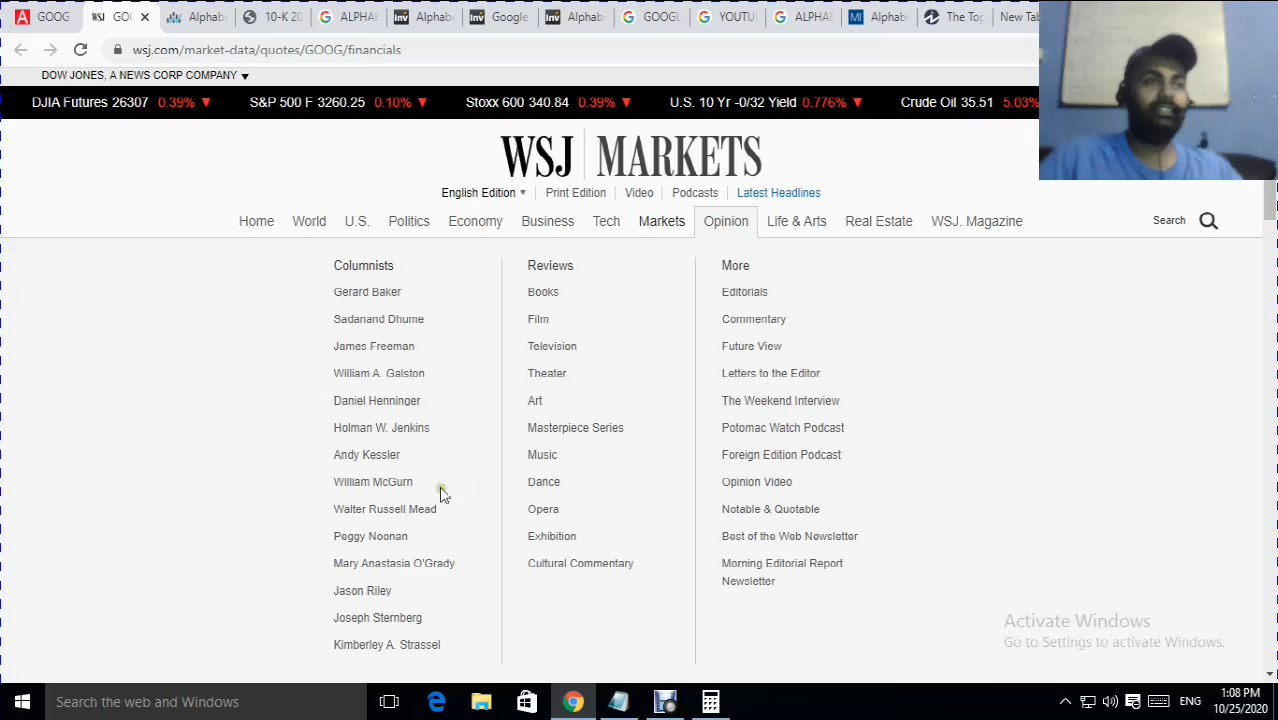 GOOG
GO
Alphab
10-K 20
ALPHAB
Alphab
Google
Alphab
GOOGL
YOUTU
ALPHAB
Alphab
The Top
New Tab
wsj.com/market-data/quotes/GOOG/financials
DOW JONES, A NEWS CORP COMPANY
DJIA Futures 26307 0.39% ▼ S&P 500 F 3260.25 0.10% ▼ Stoxx 600 340.84 0.39% ▼ U.S. 10 Yr -0/32 Yield 0.776% ▼ Crude Oil 35.51 5.03%
WSJ MARKETS
English Edition Print Edition Video Podcasts Latest Headlines
Home World U.S. Politics Economy Business Tech Markets Opinion Life & Arts Real Estate WSJ. Magazine Search
Columnists
Gerard Baker
Sadanand Dhume
James Freeman
William A. Galston
Daniel Henninger
Holman W. Jenkins
Andy Kessler
William McGurn
Walter Russell Mead
Peggy Noonan
Mary Anastasia O'Grady
Jason Riley
Joseph Sternberg
Kimberley A. Strassel
Reviews
Books
Film
Television
Theater
Art
Masterpiece Series
Music
Dance
Opera
Exhibition
Cultural Commentary
More
Editorials
Commentary
Future View
Letters to the Editor
The Weekend Interview
Potomac Watch Podcast
Foreign Edition Podcast
Opinion Video
Notable & Quotable
Best of the Web Newsletter
Morning Editorial Report
Newsletter
Activate Windows
Go to Settings to activate Windows.
Search the web and Windows
ENG
1:08 PM
10/25/2020